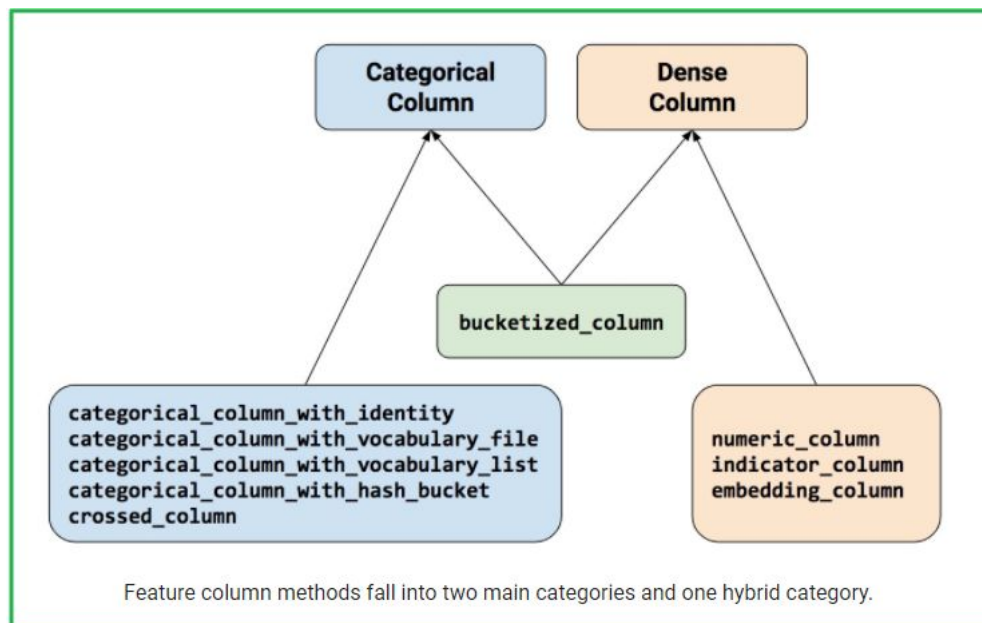 Categorical
Column
Dense
Column
bucketized_column
categorical_column_with_identity
categorical_column_with_vocabulary_file
categorical_column_with_vocabulary_list
categorical_column_with_hash_bucket
crossed_column
numeric_column
indicator_column
embedding_column
Feature column methods fall into two main categories and one hybrid category.